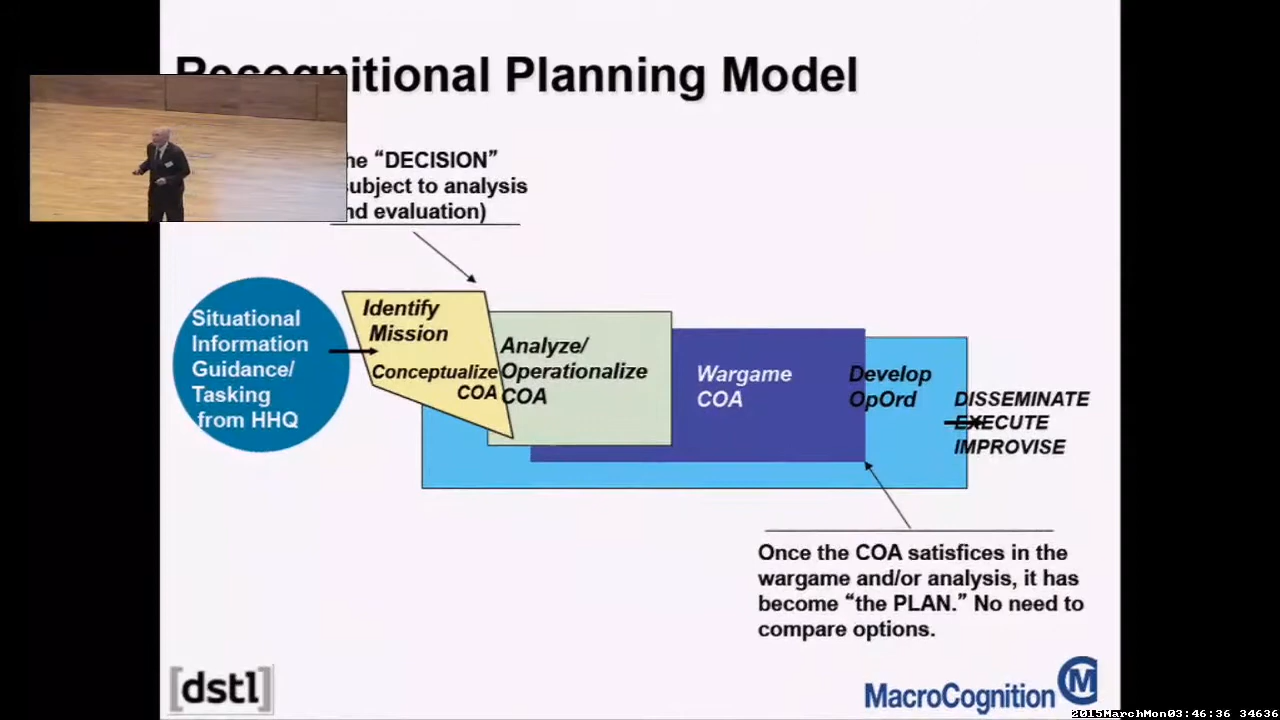 Recognitional Planning Model
he “DECISION”
subject to analysis
nd evaluation)
Situational
Information
Guidance/
Tasking
from HHQ
Identify
Mission
Conceptualize
COA
Analyze/
Operationalize
COA
Wargame
COA
Develop
OpOrd
DISSEMINATE
EXECUTE
IMPROVISE
Once the COA satisfices in the
wargame and/or analysis, it has
become “the PLAN.” No need to
compare options.
[dstl]
MacroCognition M
2015MarchMon03:46:36 34636